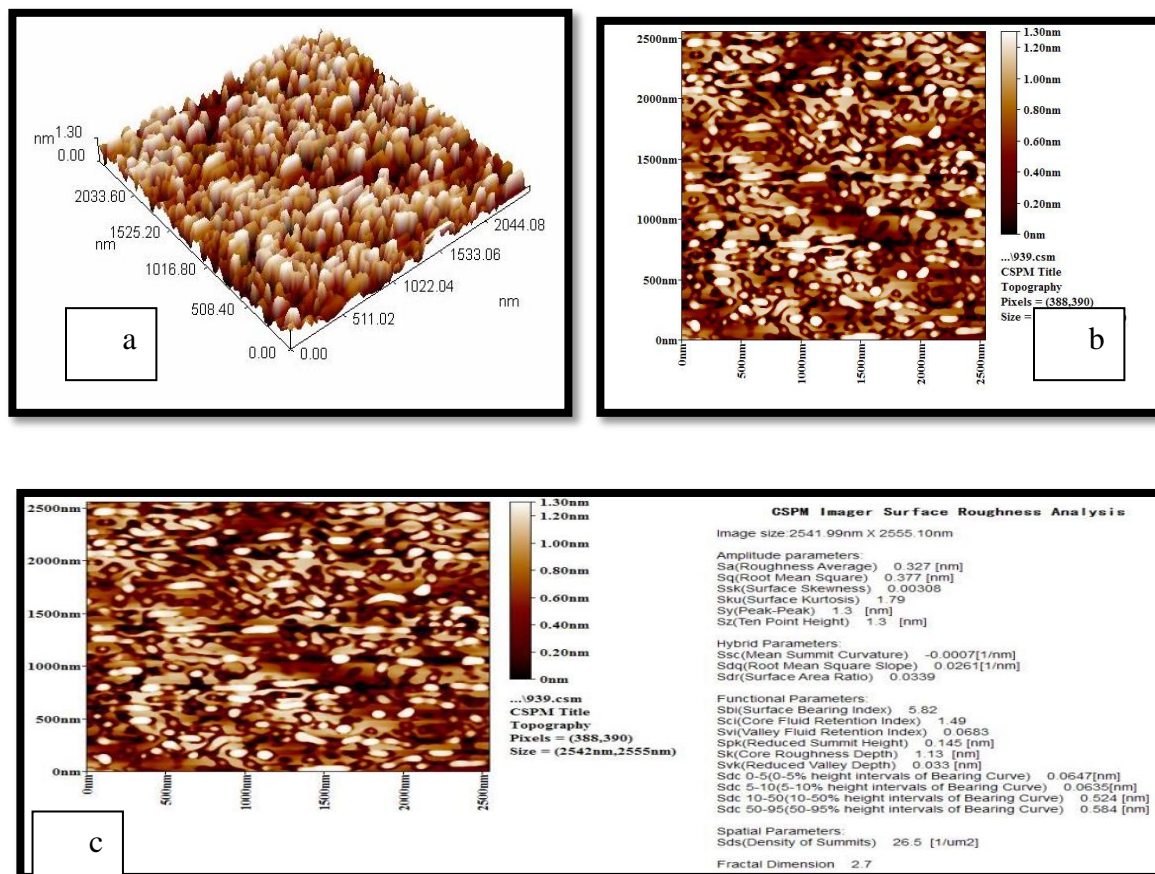 nm
1.30
0.00
2033.60
1525.20
nm
1016.80
508.40
0.00
0.00
511.02
1022.04
1533.06
2044.08
nm
a
2500nm
2000nm
1500nm
1000nm
500nm
0nm
0nm
500nm
1000nm
1500nm
2000nm
2500nm
1.30nm
1.20nm
1.00nm
0.80nm
0.60nm
0.40nm
0.20nm
0nm
...\939.csm
CSPM Title
Topography
Pixels = (388,390)
Size =
b
2500nm
2000nm
1500nm
1000nm
500nm
0nm
0nm
500nm
1000nm
1500nm
2000nm
2500nm
1.30nm
1.20nm
1.00nm
0.80nm
0.60nm
0.40nm
0.20nm
0nm
...\939.csm
CSPM Title
Topography
Pixels = (388,390)
Size = (2542nm,2555nm)
c
CSPM Imager Surface Roughness Analysis
Image size:2541.99nm X 2555.10nm
Amplitude parameters:
Sa(Roughness Average) 0.327 [nm]
Sq(Root Mean Square) 0.377 [nm]
Ssk(Surface Skewness) 0.00308
Sku(Surface Kurtosis) 1.79
Sy(Peak-Peak) 1.3 [nm]
Sz(Ten Point Height) 1.3 [nm]
Hybrid Parameters:
Ssc(Mean Summit Curvature) -0.0007[1/nm]
Sdq(Root Mean Square Slope) 0.0261[1/nm]
Sdr(Surface Area Ratio) 0.0339
Functional Parameters:
Sbi(Surface Bearing Index) 5.82
Sci(Core Fluid Retention Index) 1.49
Svi(Valley Fluid Retention Index) 0.0683
Spk(Reduced Summit Height) 0.145 [nm]
Sk(Core Roughness Depth) 1.13 [nm]
Svk(Reduced Valley Depth) 0.033 [nm]
Sdc 0-5(0-5% height intervals of Bearing Curve) 0.0647[nm]
Sdc 5-10(5-10% height intervals of Bearing Curve) 0.0635[nm]
Sdc 10-50(10-50% height intervals of Bearing Curve) 0.524 [nm]
Sdc 50-95(50-95% height intervals of Bearing Curve) 0.584 [nm]
Spatial Parameters:
Sds(Density of Summits) 26.5 [1/um2]
Fractal Dimension 2.7